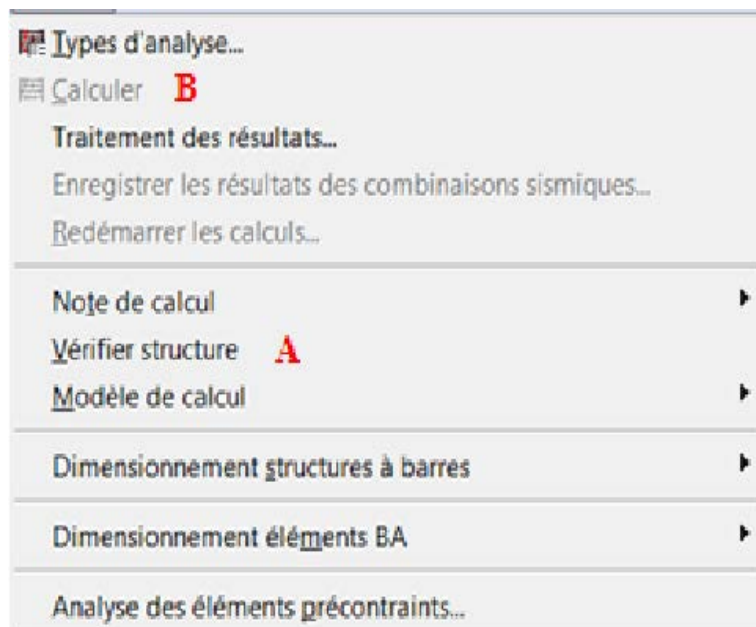 Types d'analyse...
Calculer B
Traitement des résultats...
Enregistrer les résultats des combinaisons sismiques...
Redémarrer les calculs...
Note de calcul
Vérifier structure A
Modèle de calcul
Dimensionnement structures à barres
Dimensionnement éléments BA
Analyse des éléments précontraints...